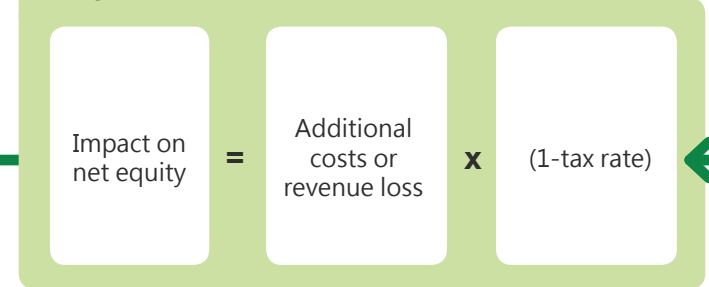 Impact on
net equity
=
Additional
costs or
revenue loss
x
(1-tax rate)